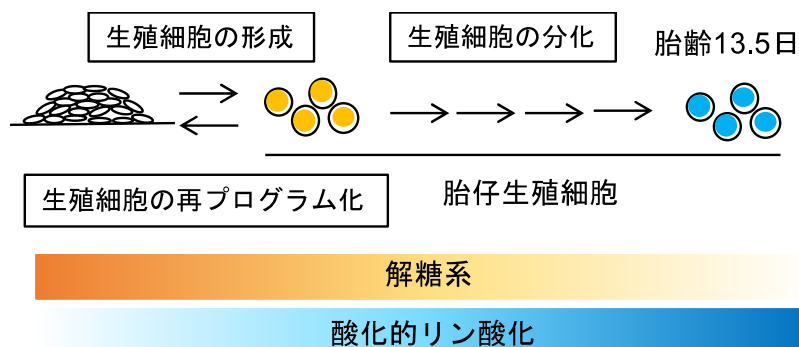 生殖細胞の形成
生殖細胞の分化
胎齢13.5日
生殖細胞の再プログラム化
胎仔生殖細胞
解糖系
酸化的リン酸化